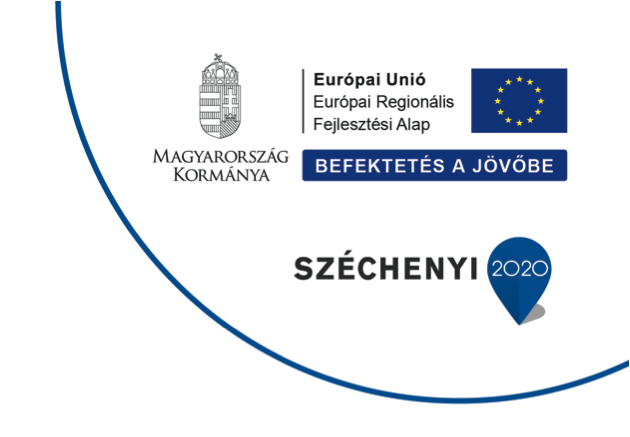 Európai Unió
Európai Regionális
Fejlesztési Alap
MAGYARORSZÁG
KORMÁNYA
BEFEKTETÉS A JÖVŐBE
SZÉCHENYI 2020